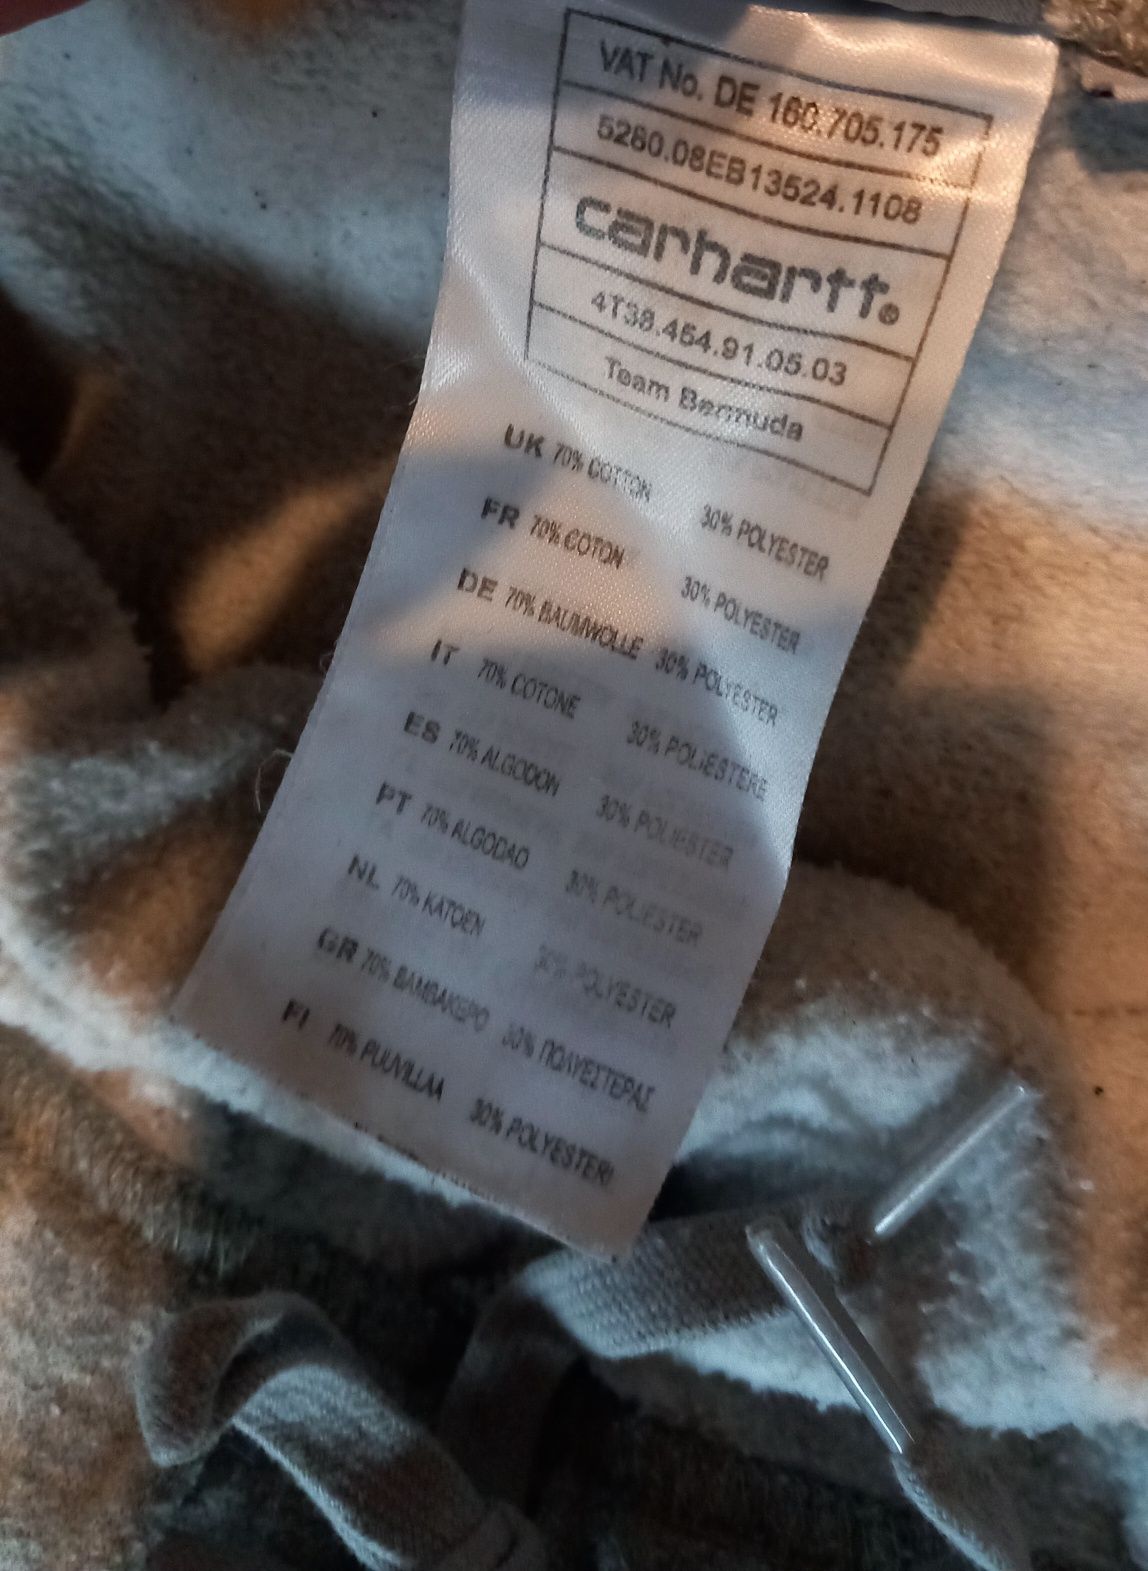 VAT No. DE 160.705.175
5280.08EB13524.1108
carhartt®
4T38.454.91.05.03
Team Bermuda
UK 70% COTTON 30% POLYESTER
FR 70% COTON 30% POLYESTER
DE 70% BAUMWOLLE 30% POLYESTER
IT 70% COTONE 30% POLIESTERE
ES 70% ALGODON 30% POLIESTER
PT 70% ALGODAO 30% POLIESTER
NL 70% KATOEN 30% POLYESTER
GR 70% BAMBAKEPO 30% ΠΟΛΥΕΣΤΕΡΑΣ
FI 70% PUUVILLAA 30% POLYESTERI